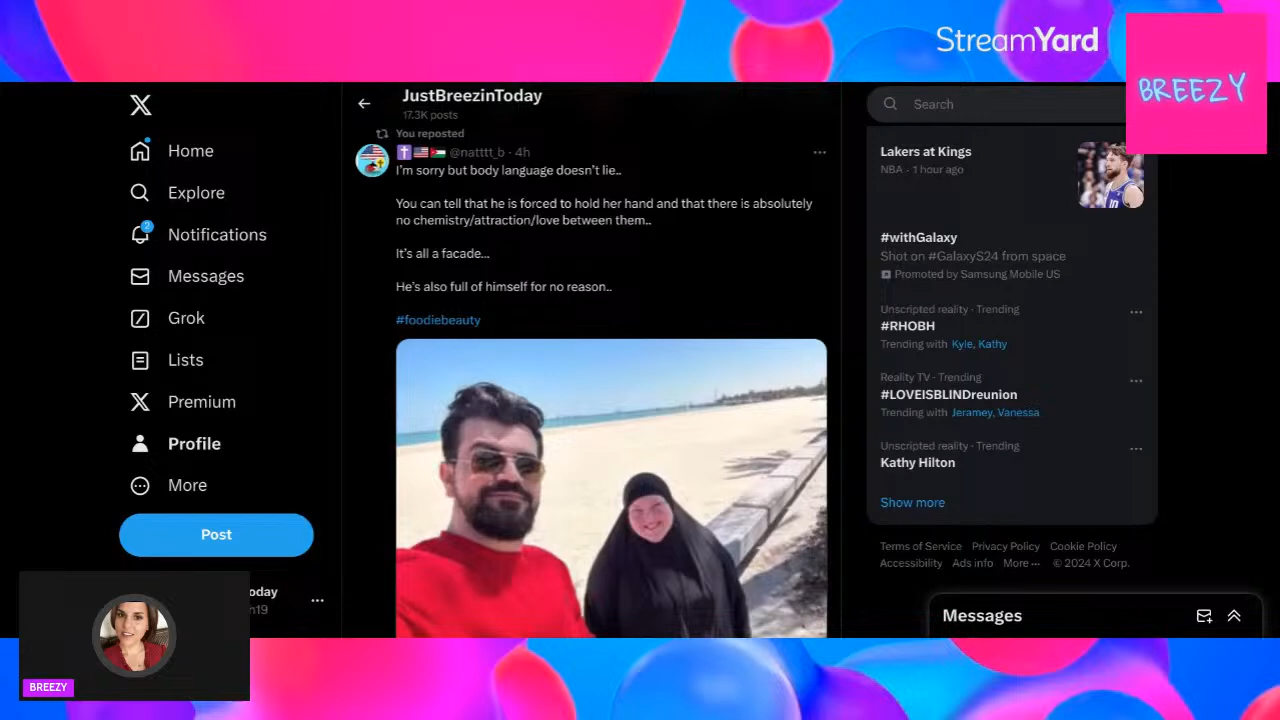 StreamYard
BREEZY
JustBreezinToday
17.3K posts
You reposted
@natttt_b · 4h
I'm sorry but body language doesn't lie..
You can tell that he is forced to hold her hand and that there is absolutely
no chemistry/attraction/love between them..
It's all a facade...
He's also full of himself for no reason..
#foodiebeauty
Home
Explore
2
Notifications
Messages
Grok
Lists
Premium
Profile
More
Post
oday
n19
BREEZY
Search
Lakers at Kings
NBA · 1 hour ago
#withGalaxy
Shot on #GalaxyS24 from space
Promoted by Samsung Mobile US
Unscripted reality · Trending
#RHOBH
Trending with Kyle, Kathy
Reality TV · Trending
#LOVEISBLINDreunion
Trending with Jeramey, Vanessa
Unscripted reality · Trending
Kathy Hilton
Show more
Terms of Service Privacy Policy Cookie Policy
Accessibility Ads info More ··· © 2024 X Corp.
Messages